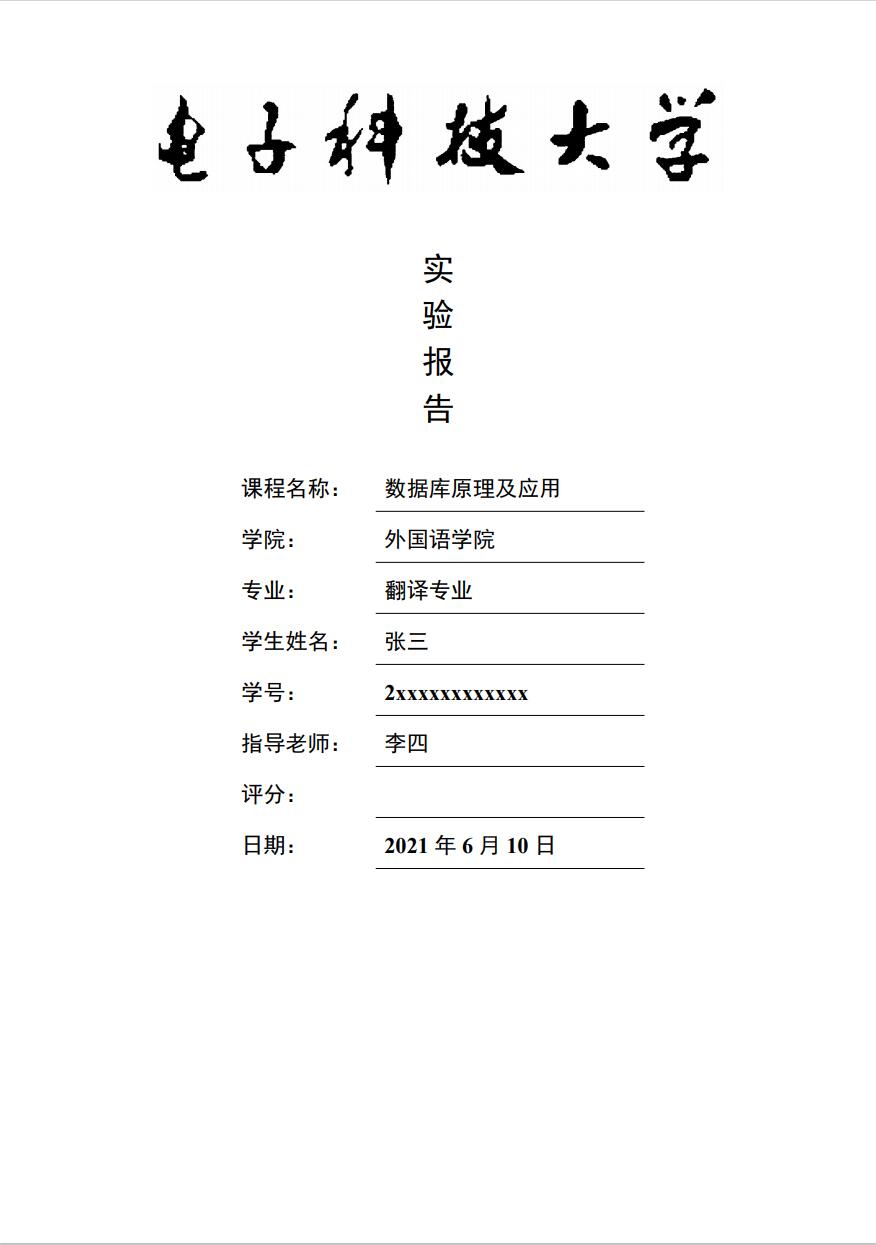 电子科技大学
实
验
报
告
课程名称： 数据库原理及应用
学院： 外国语学院
专业： 翻译专业
学生姓名： 张三
学号： 2xxxxxxxxxxxx
指导老师： 李四
评分：
日期： 2021 年 6 月 10 日